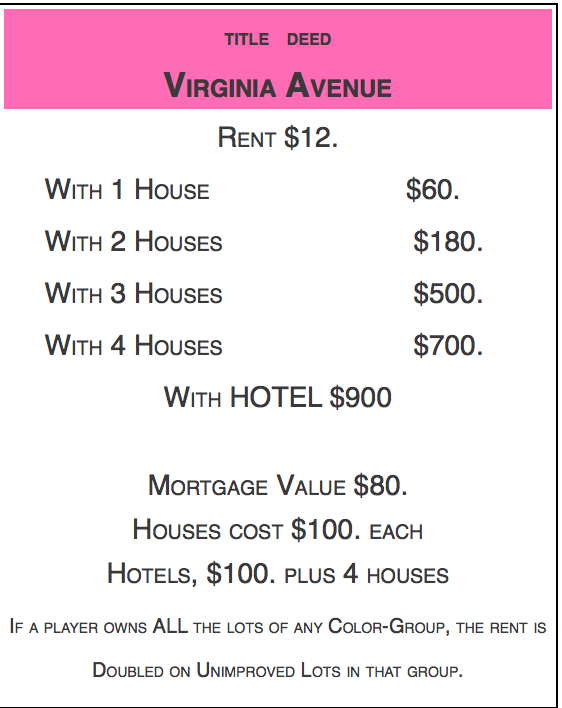 TITLE DEED
VIRGINIA AVENUE
RENT $12.
WITH 1 HOUSE $60.
WITH 2 HOUSES $180.
WITH 3 HOUSES $500.
WITH 4 HOUSES $700.
WITH HOTEL $900
MORTGAGE VALUE $80.
HOUSES COST $100. EACH
HOTELS, $100. PLUS 4 HOUSES
IF A PLAYER OWNS ALL THE LOTS OF ANY COLOR-GROUP, THE RENT IS
DOUBLED ON UNIMPROVED LOTS IN THAT GROUP.